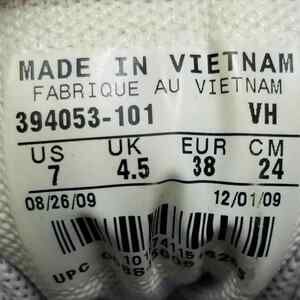 MADE IN VIETNAM
FABRIQUE AU VIETNAM
394053-101 VH
US UK EUR CM
7 4.5 38 24
08/26/09 12/01/09
UPC